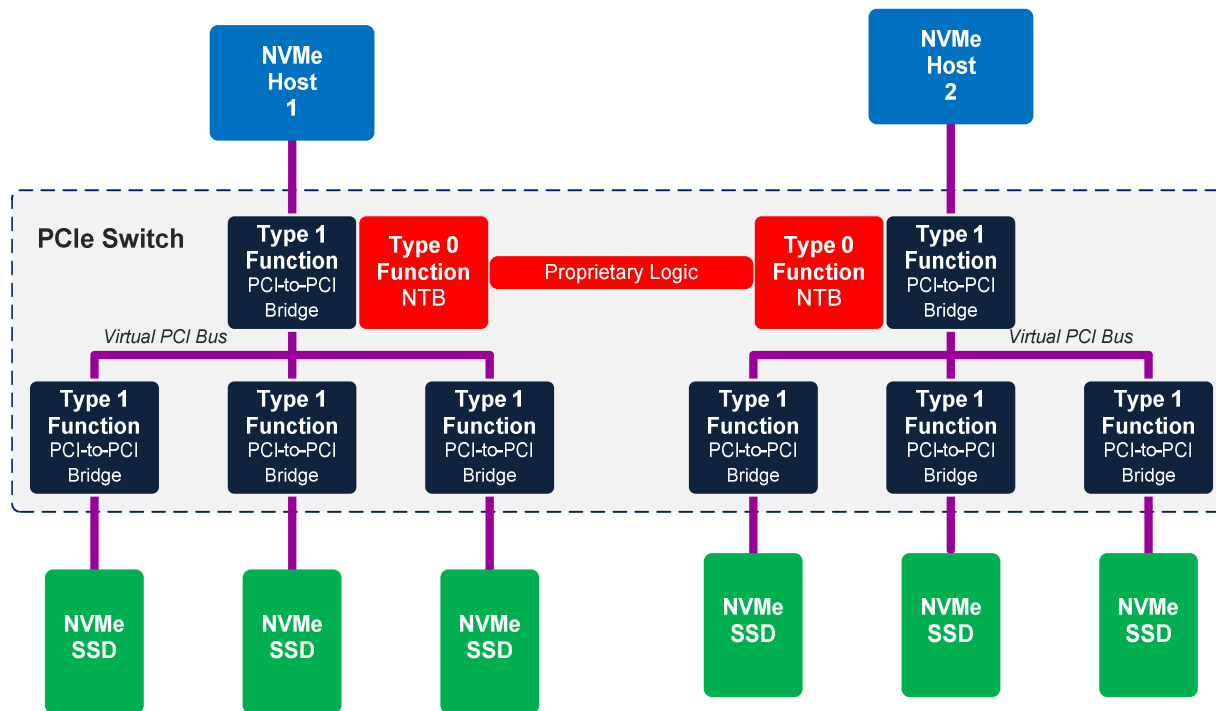 NVMe
Host
1
NVMe
Host
2
PCIe Switch
Type 1
Function
PCI-to-PCI
Bridge
Type 0
Function
NTB
Proprietary Logic
Type 0
Function
NTB
Type 1
Function
PCI-to-PCI
Bridge
Virtual PCI Bus
Virtual PCI Bus
Type 1
Function
PCI-to-PCI
Bridge
Type 1
Function
PCI-to-PCI
Bridge
Type 1
Function
PCI-to-PCI
Bridge
Type 1
Function
PCI-to-PCI
Bridge
Type 1
Function
PCI-to-PCI
Bridge
Type 1
Function
PCI-to-PCI
Bridge
NVMe
SSD
NVMe
SSD
NVMe
SSD
NVMe
SSD
NVMe
SSD
NVMe
SSD